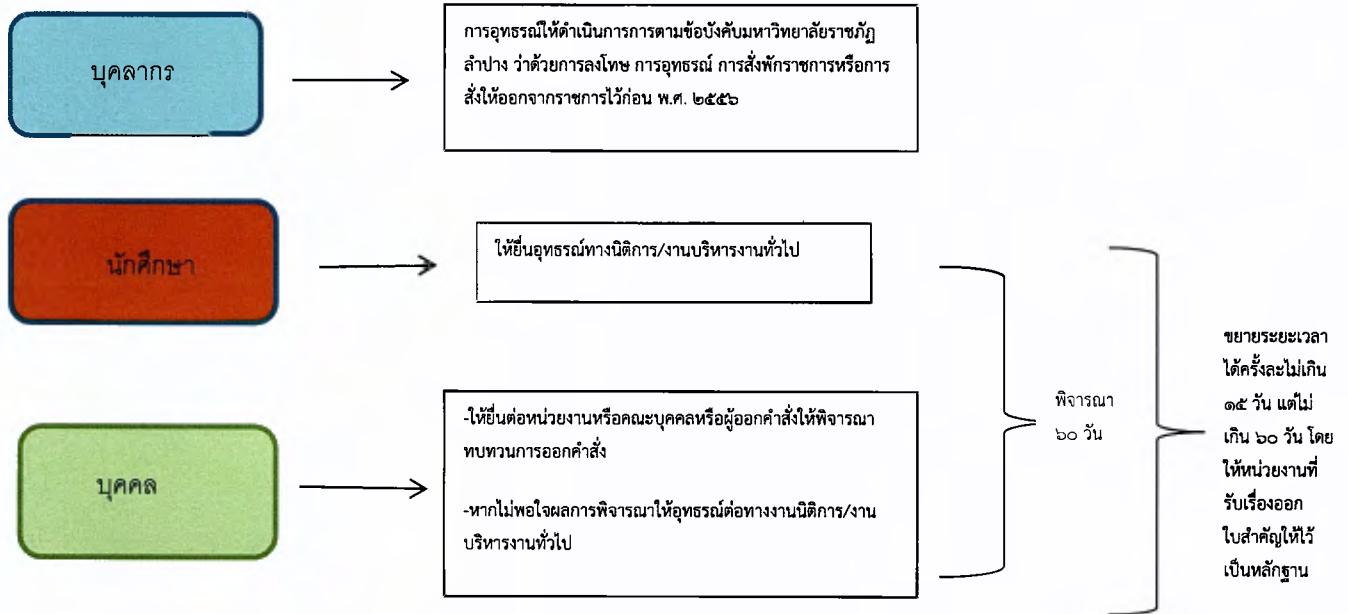 บุคลากร
การอุทธรณ์ให้ดำเนินการการตามข้อบังคับมหาวิทยาลัยราชภัฏ
ลำปาง ว่าด้วยการลงโทษ การอุทธรณ์ การสั่งพักราชการหรือการ
สั่งให้ออกจากราชการไว้ก่อน พ.ศ. ๒๕๕๖
นักศึกษา
ให้ยื่นอุทธรณ์ทางนิติการ/งานบริหารงานทั่วไป
บุคคล
-ให้ยื่นต่อหน่วยงานหรือคณะบุคคลหรือผู้ออกคำสั่งให้พิจารณา
ทบทวนการออกคำสั่ง
-หากไม่พอใจผลการพิจารณาให้อุทธรณ์ต่อทางงานนิติการ/งาน
บริหารงานทั่วไป
พิจารณา
๖๐ วัน
ขยายระยะเวลา
ได้ครั้งละไม่เกิน
๑๕ วัน แต่ไม่
เกิน ๖๐ วัน โดย
ให้หน่วยงานที่
รับเรื่องออก
ใบสำคัญให้ไว้
เป็นหลักฐาน